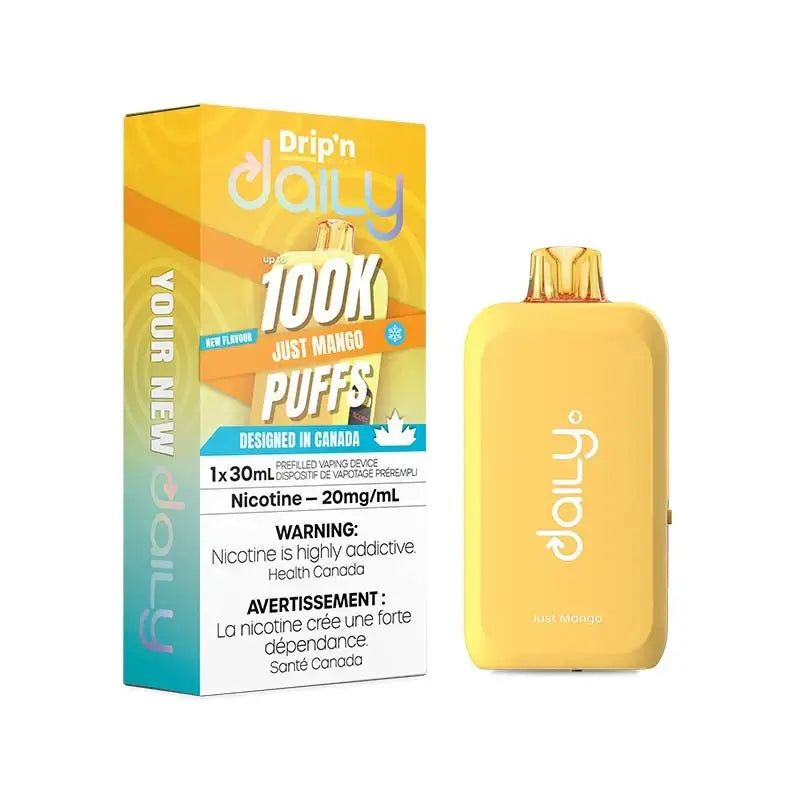 Drip'n
daily
up to
100K
NEW FLAVOUR
JUST MANGO
PUFFS
DESIGNED IN CANADA
1 x 30mL PREFILLED VAPING DEVICE
DISPOSITIF DE VAPOTAGE PRÉREMPLI
Nicotine – 20mg/mL
WARNING:
Nicotine is highly addictive.
Health Canada
AVERTISSEMENT :
La nicotine crée une forte
dépendance.
Santé Canada
YOUR NEW daily
daily
Just Mango